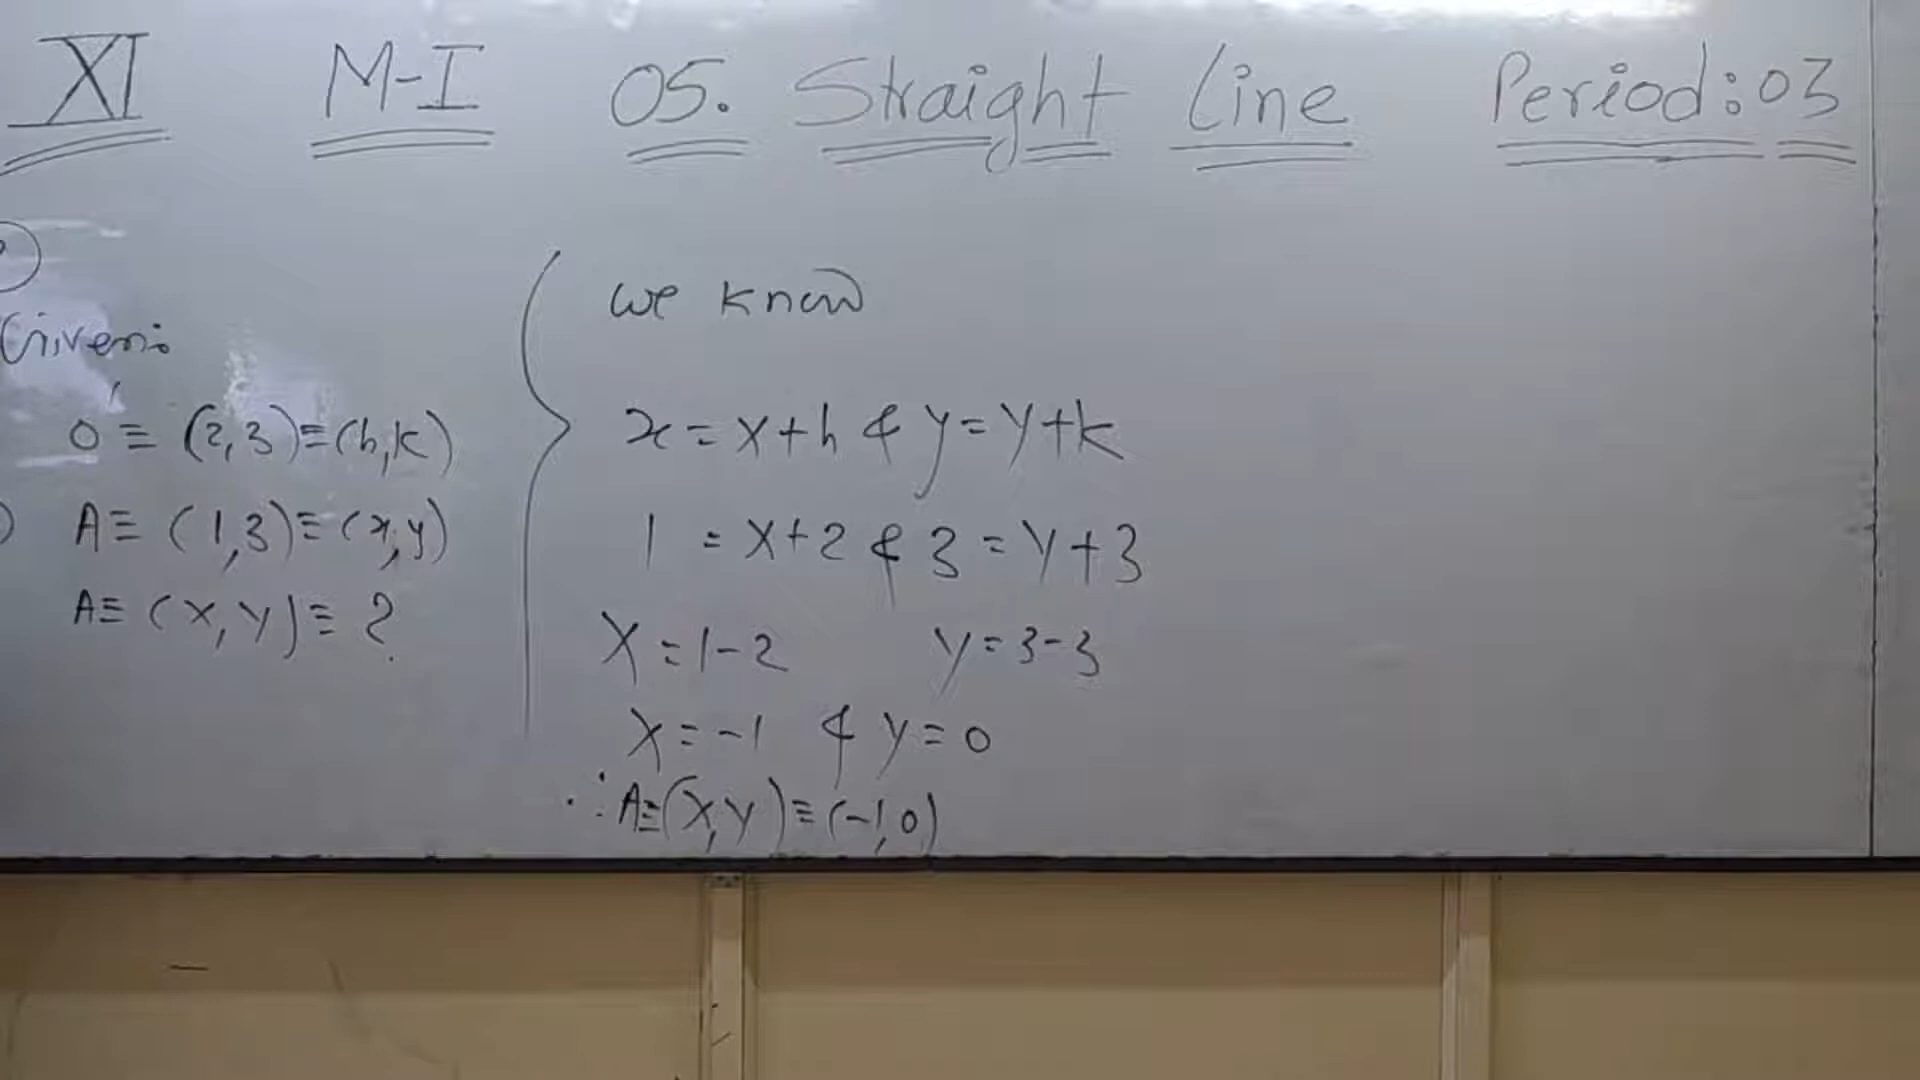 XI M-I 05. Straight Line Period:03
Given:
O' ≡ (2,3)≡(h,k)
A≡ (1,3)≡(x,y)
A≡ (X,Y)≡ ?
we know
x=X+h & y=Y+k
1 = X+2 & 3 = Y+3
X=1-2 Y=3-3
X=-1 & Y=0
∴ A≡(X,Y)≡(-1,0)